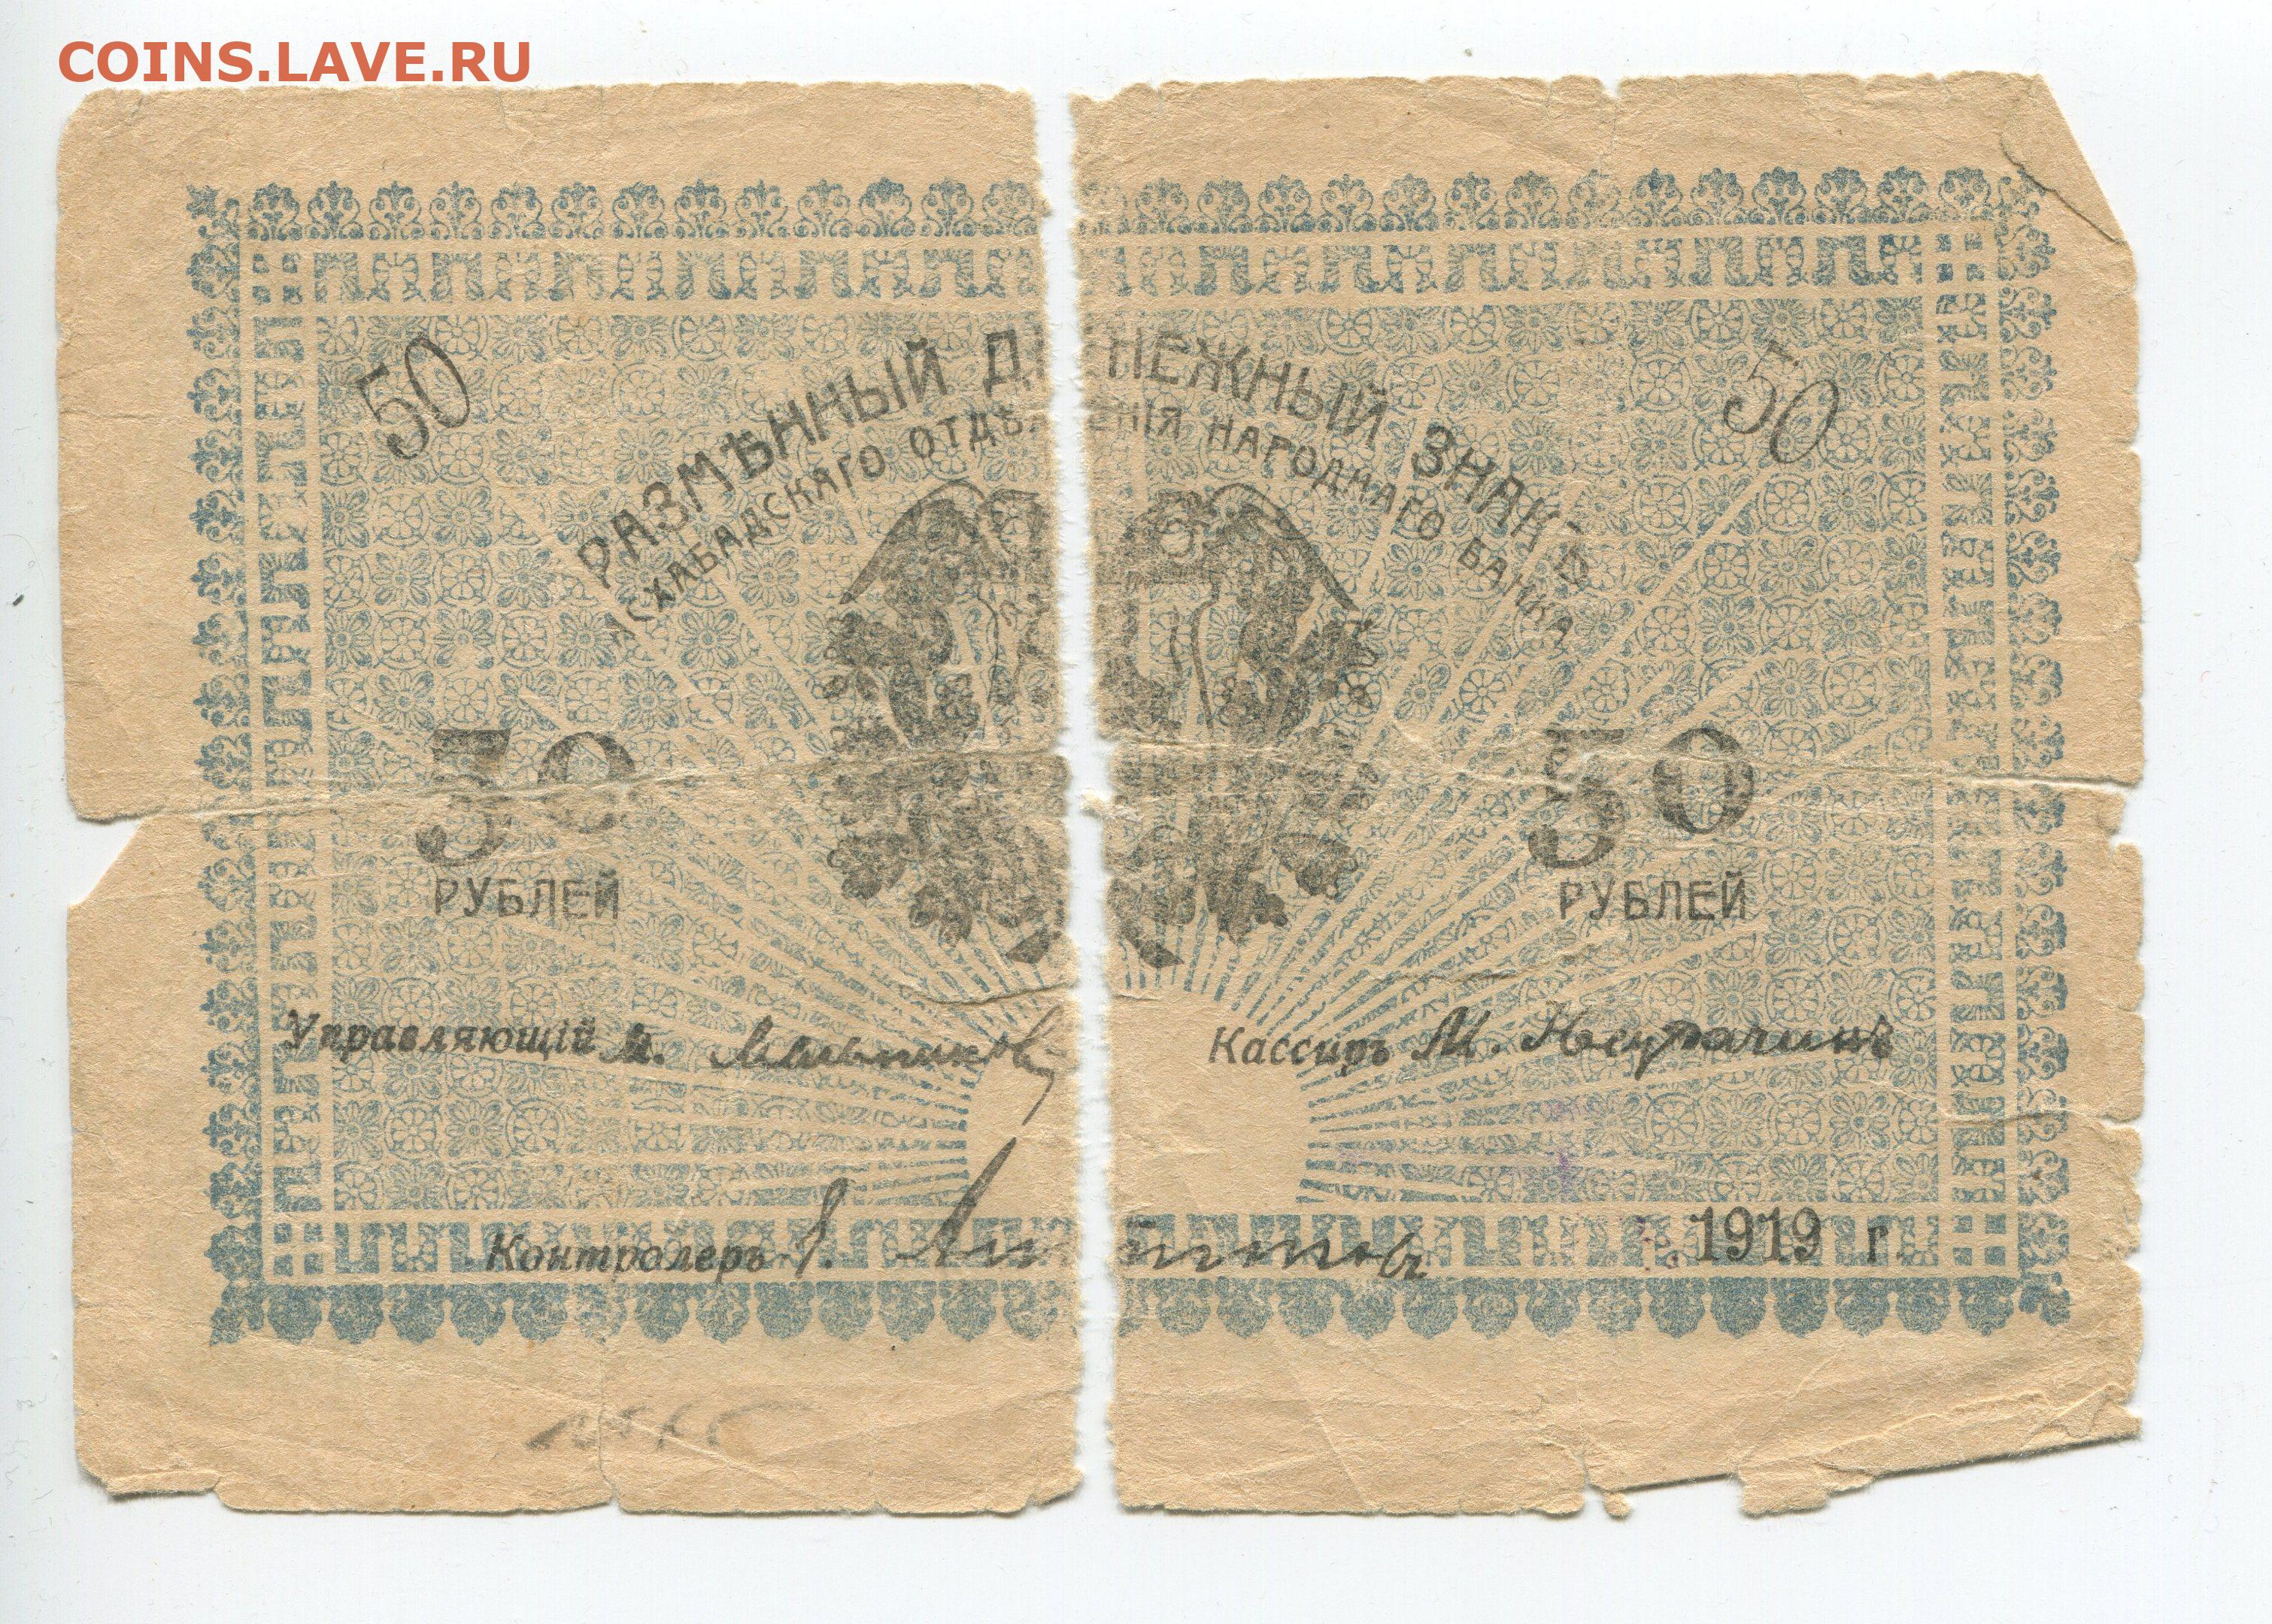 COINS.LAVE.RU
50 50
РАЗМѢННЫЙ ДЕНЕЖНЫЙ ЗНАКЪ
АСХАБАДСКАГО ОТДѢЛЕНІЯ НАРОДНАГО БАНКА
50 50
РУБЛЕЙ РУБЛЕЙ
Управляющій Кассиръ М.
Контролеръ
1919 г.